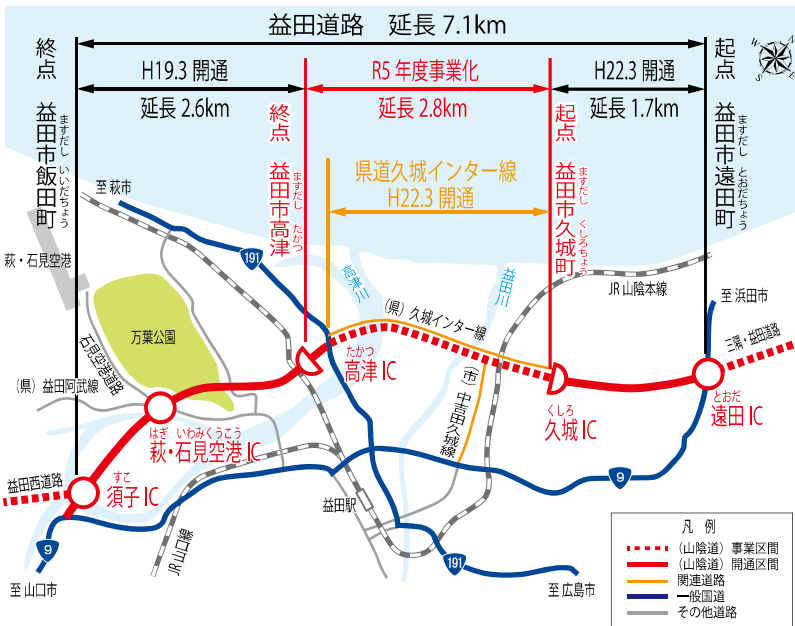 益田道路 延長 7.1km
終点
益田市飯田町
ますだし いいだちょう
H19.3 開通
延長 2.6km
R5 年度事業化
延長 2.8km
H22.3 開通
延長 1.7km
起点
益田市遠田町
ますだし とおだちょう
N
W
S
E
終点
益田市高津
ますだし たかつ
県道久城インター線
H22.3 開通
起点
益田市久城町
ますだし くしろちょう
至 萩市
191
萩・石見空港
万葉公園
石見空港道路
(県) 益田阿武線
高津川
益田川
JR 山陰本線
至 浜田市
三隅・益田道路
(県) 久城インター線
たかつ
高津 IC
(市) 中吉田久城線
くしろ
久城 IC
とおだ
遠田 IC
はぎ いわみくうこう
萩・石見空港 IC
すこ
須子 IC
益田西道路
9
至 山口市
JR 山口線
益田駅
9
191
至 広島市
凡 例
(山陰道) 事業区間
(山陰道) 開通区間
関連道路
一般国道
その他道路